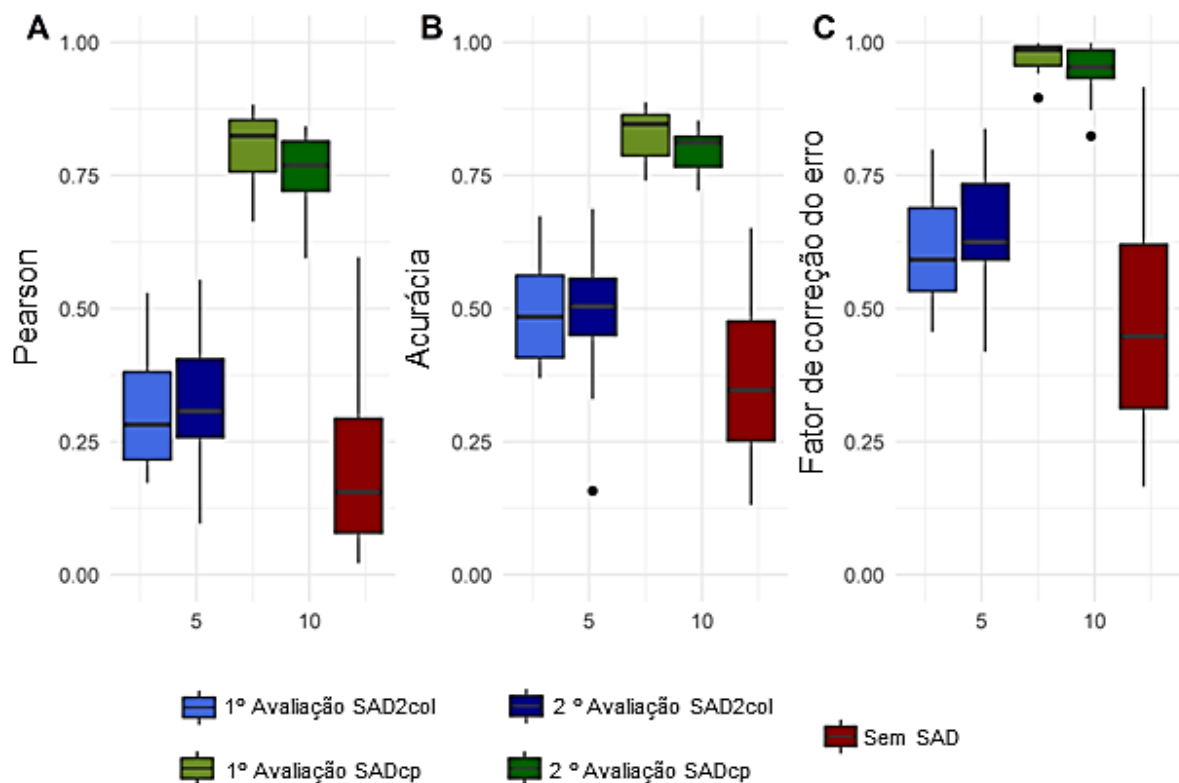 A
B
C
1.00
0.75
0.50
0.25
0.00
Pearson
5
10
1.00
0.75
0.50
0.25
0.00
Acurácia
5
10
1.00
0.75
0.50
0.25
0.00
Fator de correção do erro
5
10
1º Avaliação SAD2col
2 º Avaliação SAD2col
Sem SAD
1º Avaliação SADcp
2 º Avaliação SADcp